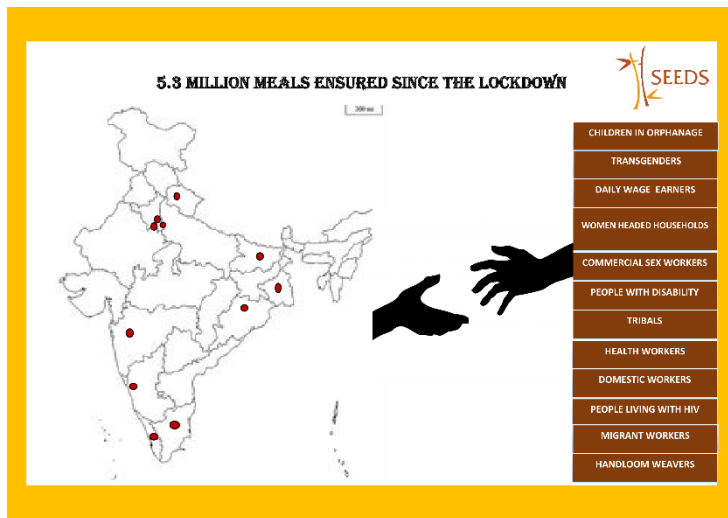 5.3 MILLION MEALS ENSURED SINCE THE LOCKDOWN
SEEDS
CHILDREN IN ORPHANAGE
TRANSGENDERS
DAILY WAGE EARNERS
WOMEN HEADED HOUSEHOLDS
COMMERCIAL SEX WORKERS
PEOPLE WITH DISABILITY
TRIBALS
HEALTH WORKERS
DOMESTIC WORKERS
PEOPLE LIVING WITH HIV
MIGRANT WORKERS
HANDLOOM WEAVERS